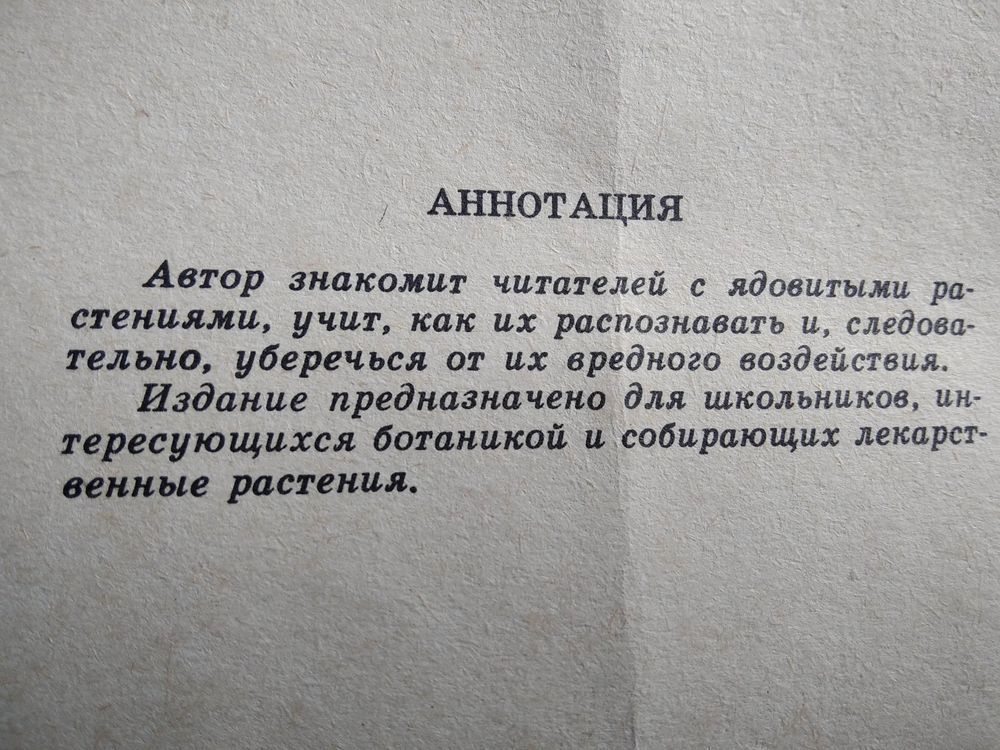 АННОТАЦИЯ
Автор знакомит читателей с ядовитыми ра-
стениями, учит, как их распознавать и, следова-
тельно, уберечься от их вредного воздействия.
Издание предназначено для школьников, ин-
тересующихся ботаникой и собирающих лекарст-
венные растения.